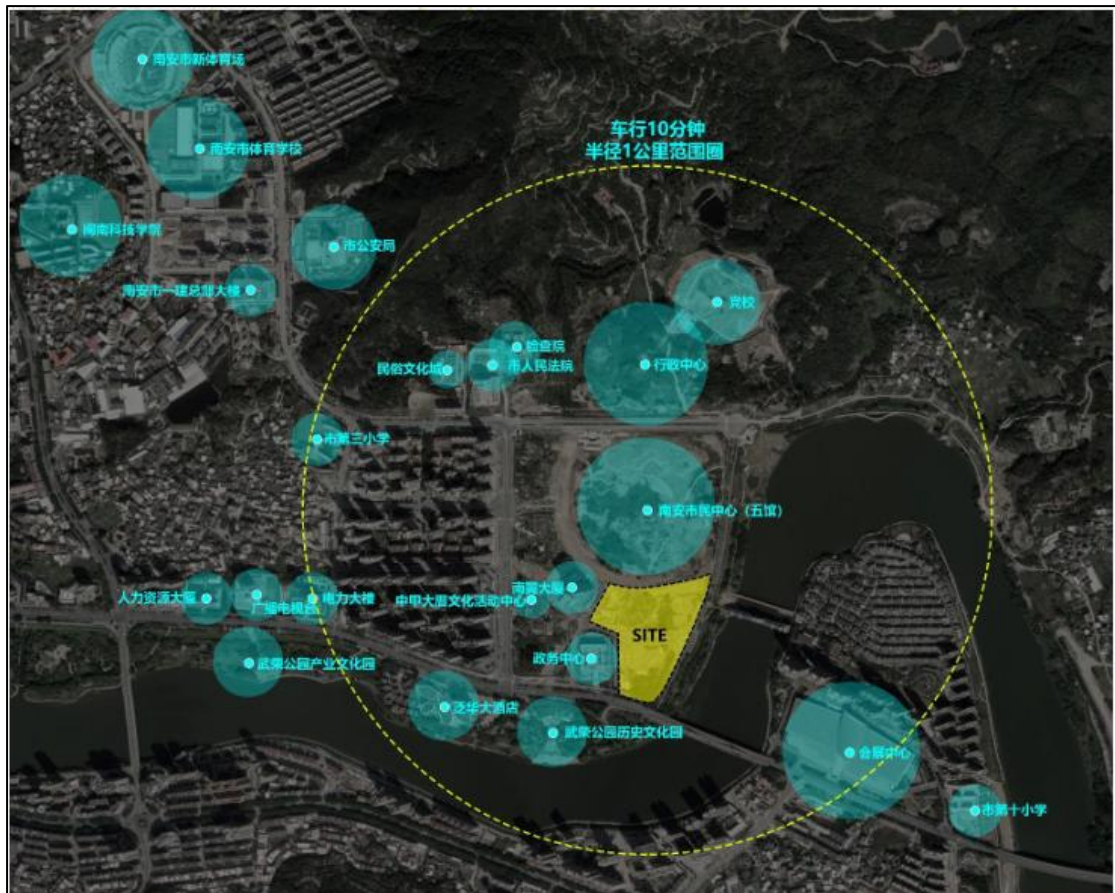 南安市新体育场
车行10分钟
半径1公里范围圈
南安市体育学校
闽南科技学院
市公安局
南安市一建总部大楼
党校
检查院
民俗文化城
市人民法院
行政中心
市第三小学
南安市民中心（五馆）
南翼大厦
人力资源大厦
广播电视台
电力大楼
中甲大厝文化活动中心
SITE
政务中心
武荣公园产业文化园
泛华大酒店
武荣公园历史文化园
会展中心
市第十小学